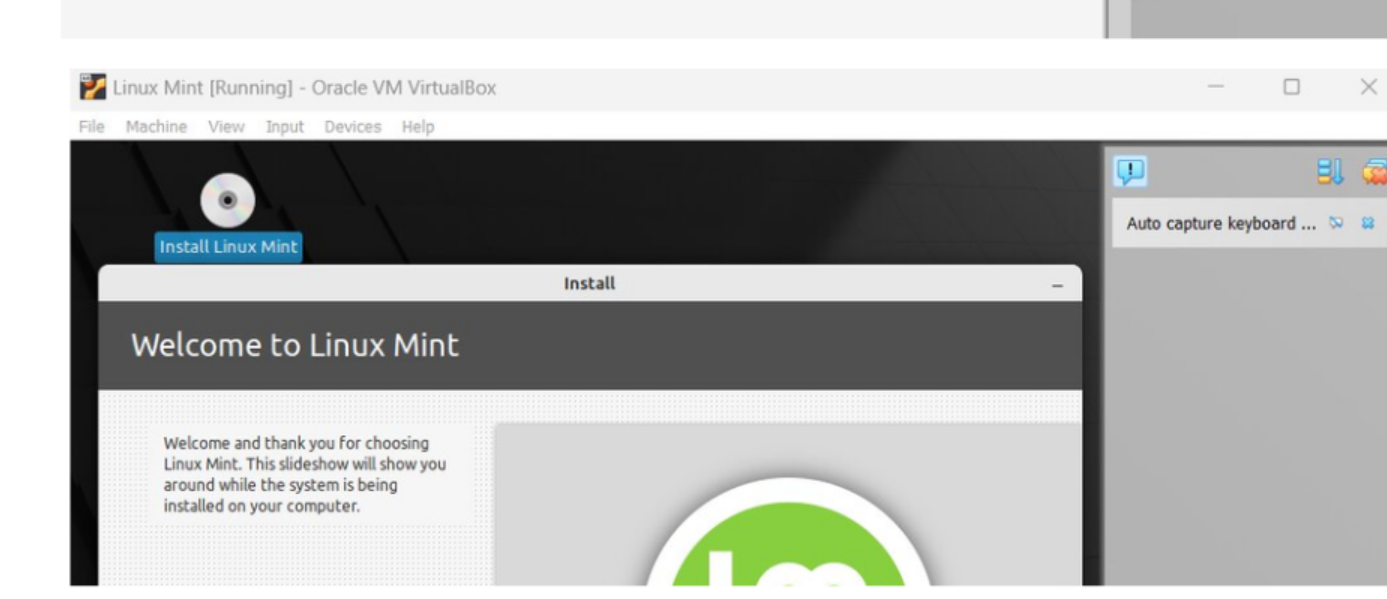 Linux Mint [Running] - Oracle VM VirtualBox
File Machine View Input Devices Help
Install Linux Mint
Auto capture keyboard ...
Install
Welcome to Linux Mint
Welcome and thank you for choosing
Linux Mint. This slideshow will show you
around while the system is being
installed on your computer.